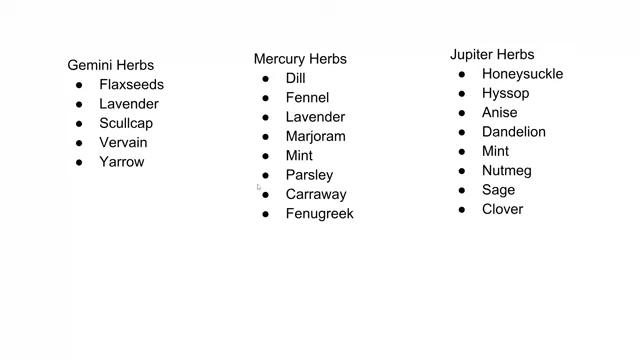 Gemini Herbs
● Flaxseeds
● Lavender
● Scullcap
● Vervain
● Yarrow
Mercury Herbs
● Dill
● Fennel
● Lavender
● Marjoram
● Mint
● Parsley
● Carraway
● Fenugreek
Jupiter Herbs
● Honeysuckle
● Hyssop
● Anise
● Dandelion
● Mint
● Nutmeg
● Sage
● Clover